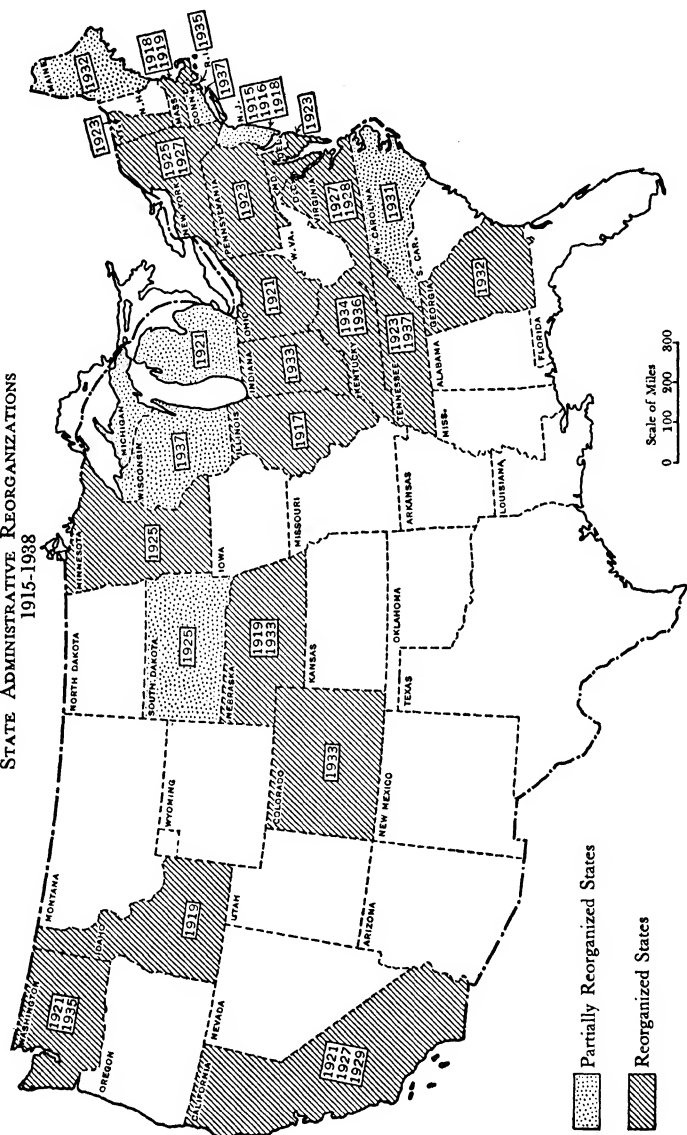 STATE ADMINISTRATIVE REORGANIZATIONS
1915-1938
WASHINGTON
1921
1935
OREGON
CALIFORNIA
1921
1927
1929
NEVADA
IDAHO
1919
MONTANA
WYOMING
UTAH
ARIZONA
COLORADO
1933
NEW MEXICO
NORTH DAKOTA
SOUTH DAKOTA
1925
NEBRASKA
1919
1933
KANSAS
OKLAHOMA
TEXAS
MINNESOTA
1925
IOWA
MISSOURI
ARKANSAS
LOUISIANA
WISCONSIN
1937
MICHIGAN
1921
ILLINOIS
1917
INDIANA
1933
OHIO
1921
KENTUCKY
1934
1936
TENNESSEE
1923
1937
MISS.
ALABAMA
GEORGIA
1932
FLORIDA
S. CAR.
N. CAROLINA
1931
VIRGINIA
1927
1928
W.VA.
MD.
D.C.
1923
PENNSYLVANIA
1923
NEW YORK
1925
1927
N.J.
1915
1916
1918
CONN.
1937
R.I.
1935
MASS.
1918
1919
VT.
1923
N.H.
MAINE
1932
Partially Reorganized States
Reorganized States
Scale of Miles
0 100 200 300